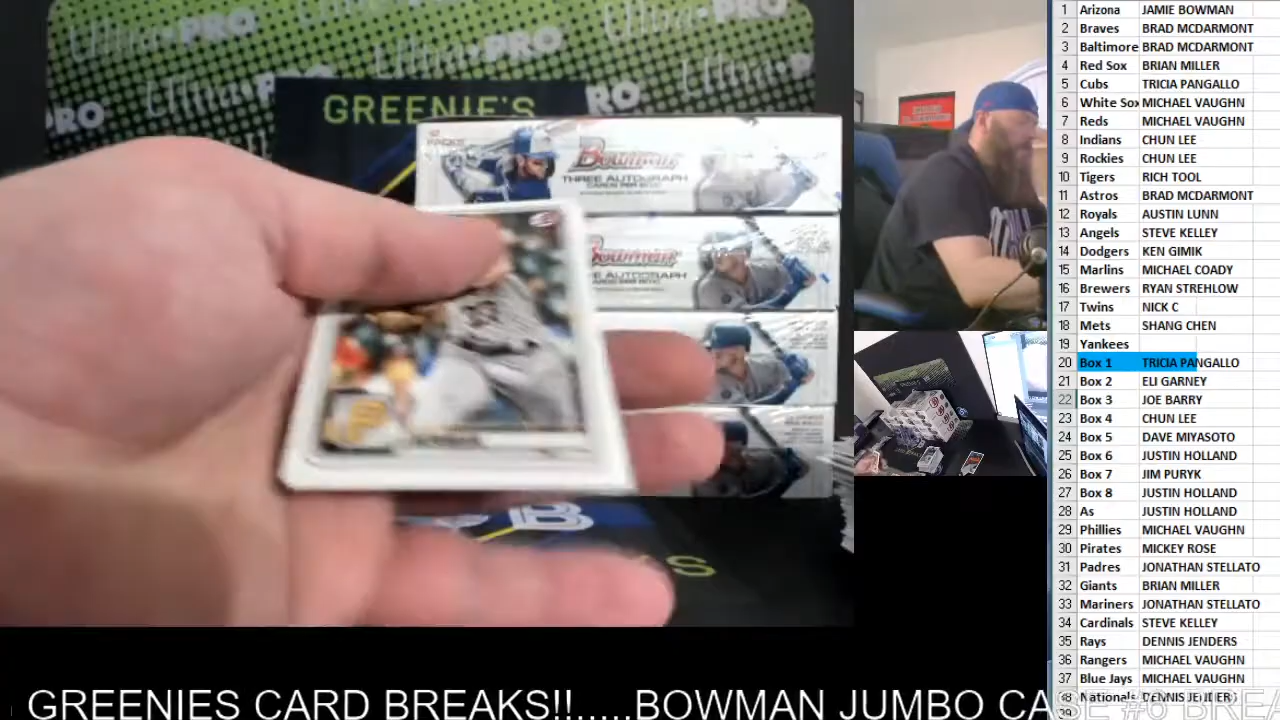 Ultra•PRO
Ultra•PRO
PRO
PRO
GREENIE'S
Bowman
THREE AUTOGRAPH
CARDS PER BOX
Bowman
AUTOGRAPH
1 Arizona JAMIE BOWMAN
2 Braves BRAD MCDARMONT
3 Baltimore BRAD MCDARMONT
4 Red Sox BRIAN MILLER
5 Cubs TRICIA PANGALLO
6 White Sox MICHAEL VAUGHN
7 Reds MICHAEL VAUGHN
8 Indians CHUN LEE
9 Rockies CHUN LEE
10 Tigers RICH TOOL
11 Astros BRAD MCDARMONT
12 Royals AUSTIN LUNN
13 Angels STEVE KELLEY
14 Dodgers KEN GIMIK
15 Marlins MICHAEL COADY
16 Brewers RYAN STREHLOW
17 Twins NICK C
18 Mets SHANG CHEN
19 Yankees
20 Box 1 TRICIA PANGALLO
21 Box 2 ELI GARNEY
22 Box 3 JOE BARRY
23 Box 4 CHUN LEE
24 Box 5 DAVE MIYASOTO
25 Box 6 JUSTIN HOLLAND
26 Box 7 JIM PURYK
27 Box 8 JUSTIN HOLLAND
28 As JUSTIN HOLLAND
29 Phillies MICHAEL VAUGHN
30 Pirates MICKEY ROSE
31 Padres JONATHAN STELLATO
32 Giants BRIAN MILLER
33 Mariners JONATHAN STELLATO
34 Cardinals STEVE KELLEY
35 Rays DENNIS JENDERS
36 Rangers MICHAEL VAUGHN
37 Blue Jays MICHAEL VAUGHN
38 Nationals DENNIS JENDERS
39
GREENIES CARD BREAKS!!.....BOWMAN JUMBO CASE #6 BREA